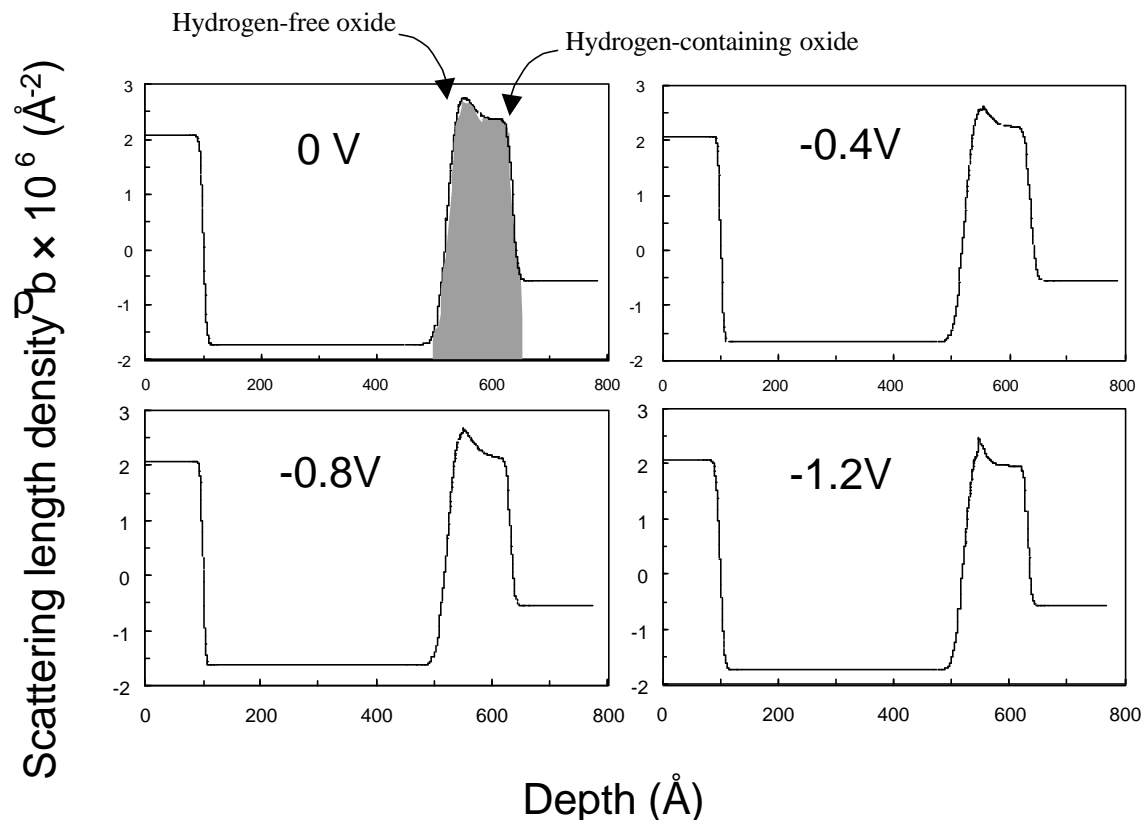 Hydrogen-free oxide
Hydrogen-containing oxide
Scattering length density ρb × 10⁶ (Å⁻²)
3
2
1
0
-1
-2
0 V
0 200 400 600 800
3
2
1
0
-1
-2
-0.4V
0 200 400 600 800
3
2
1
0
-1
-2
-0.8V
0 200 400 600 800
3
2
1
0
-1
-2
-1.2V
0 200 400 600 800
Depth (Å)